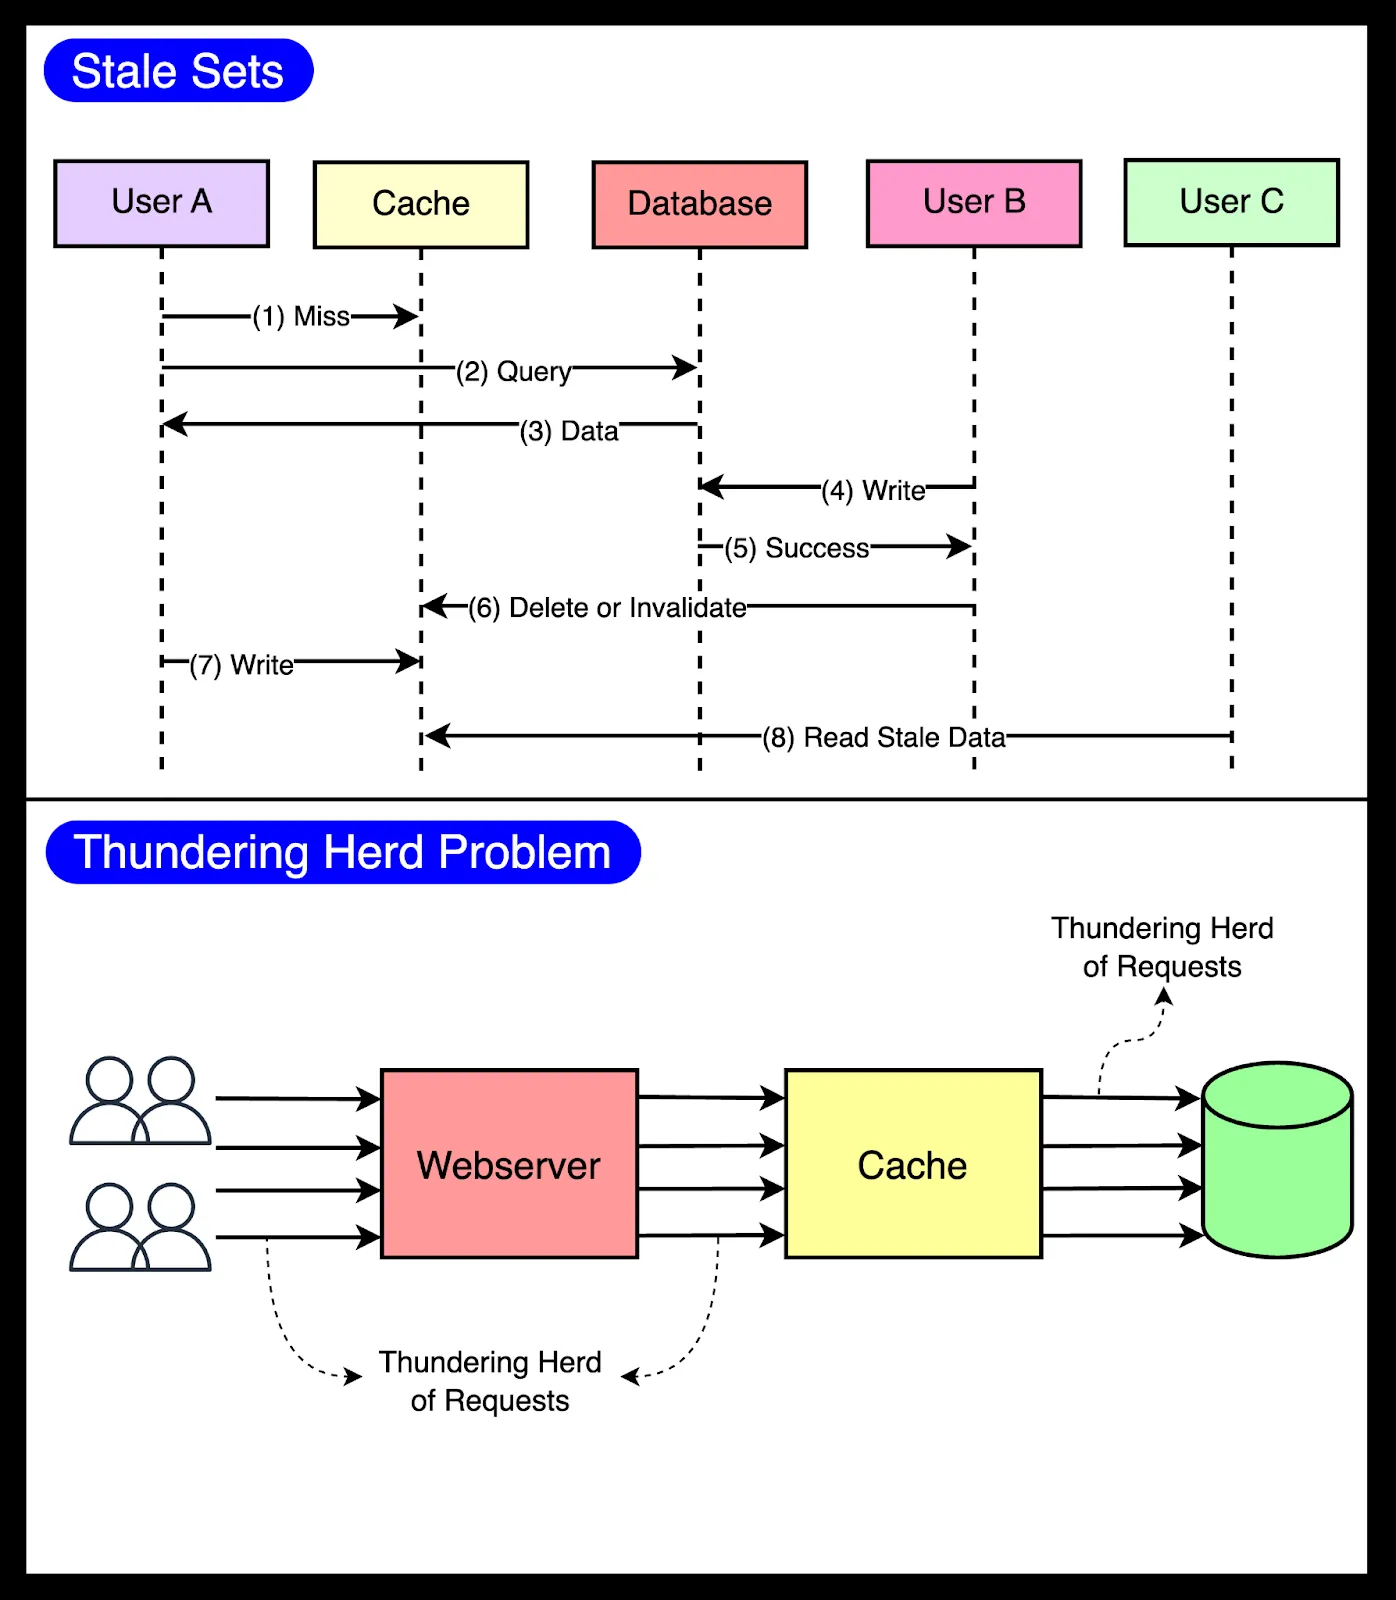 Stale Sets
User A
Cache
Database
User B
User C
(1) Miss
(2) Query
(3) Data
(4) Write
(5) Success
(6) Delete or Invalidate
(7) Write
(8) Read Stale Data
Thundering Herd Problem
Thundering Herd
of Requests
Webserver
Cache
Thundering Herd
of Requests